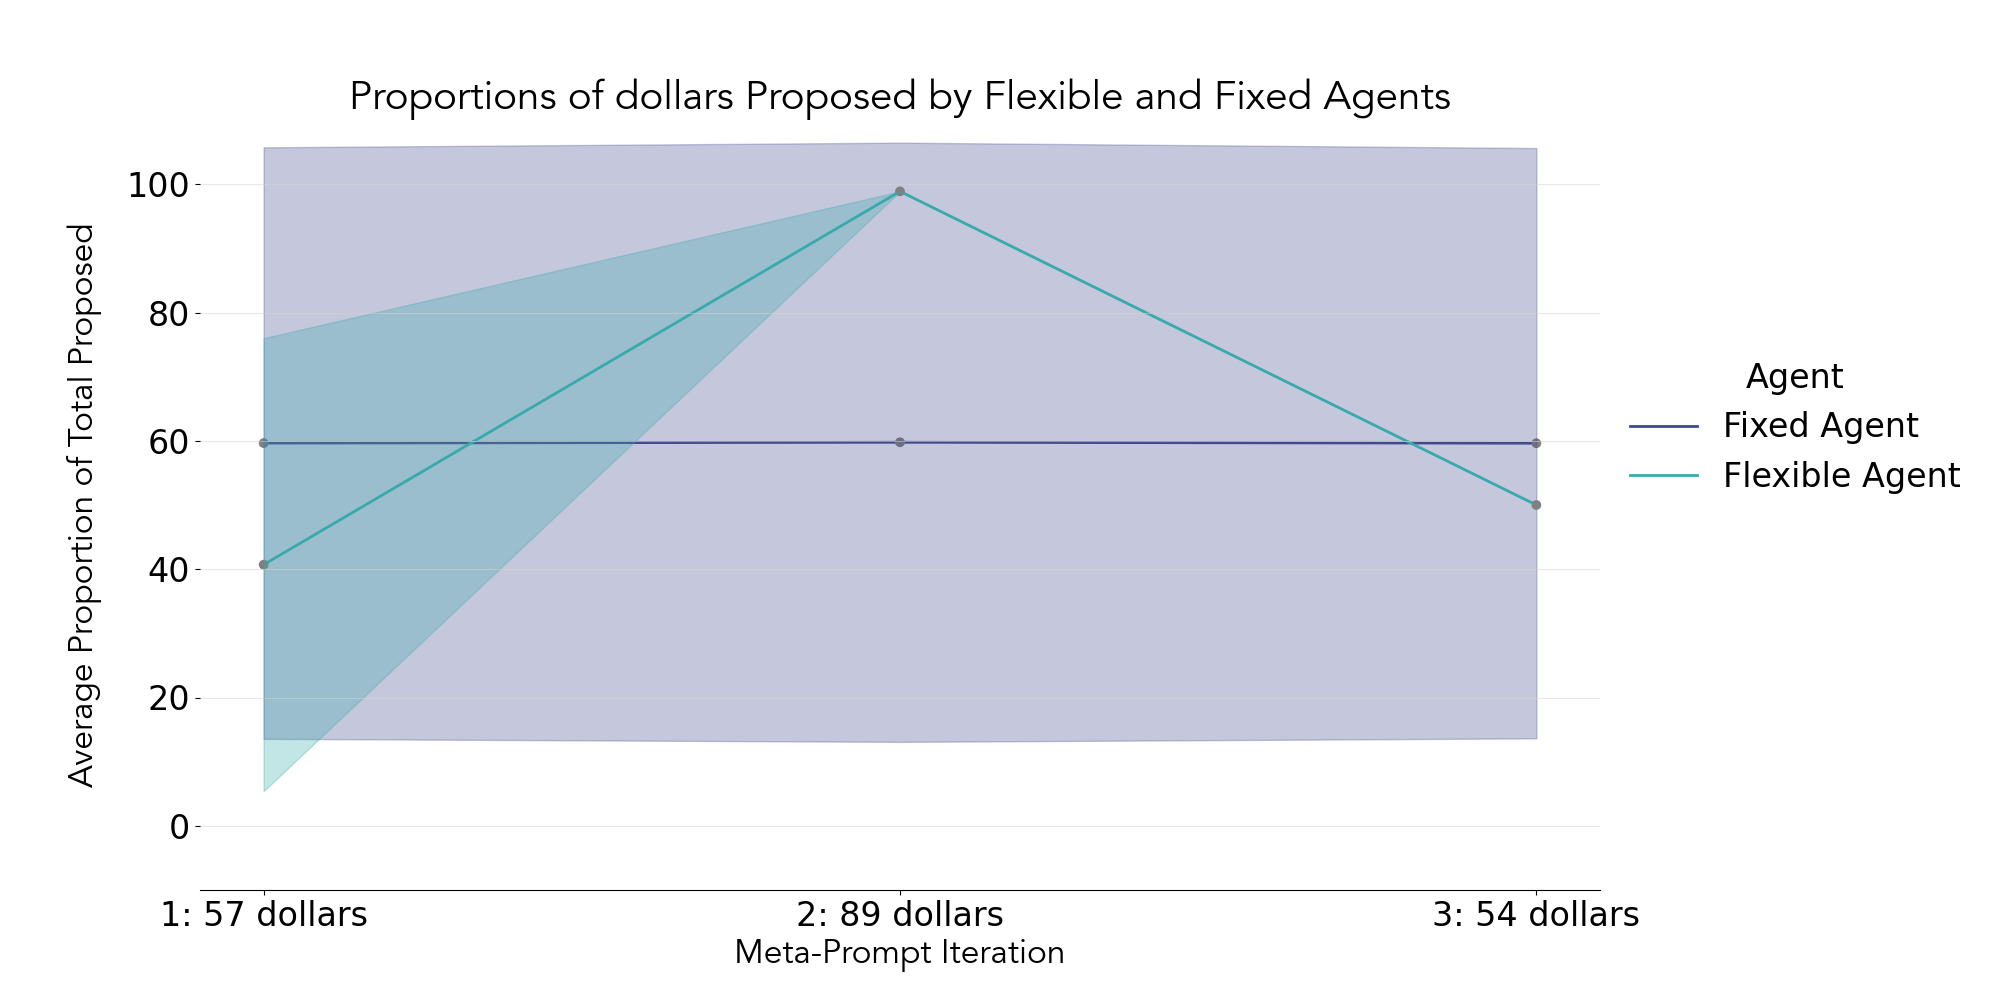 Proportions of dollars Proposed by Flexible and Fixed Agents
Average Proportion of Total Proposed
100
80
60
40
20
0
1: 57 dollars
2: 89 dollars
3: 54 dollars
Meta-Prompt Iteration
Agent
Fixed Agent
Flexible Agent